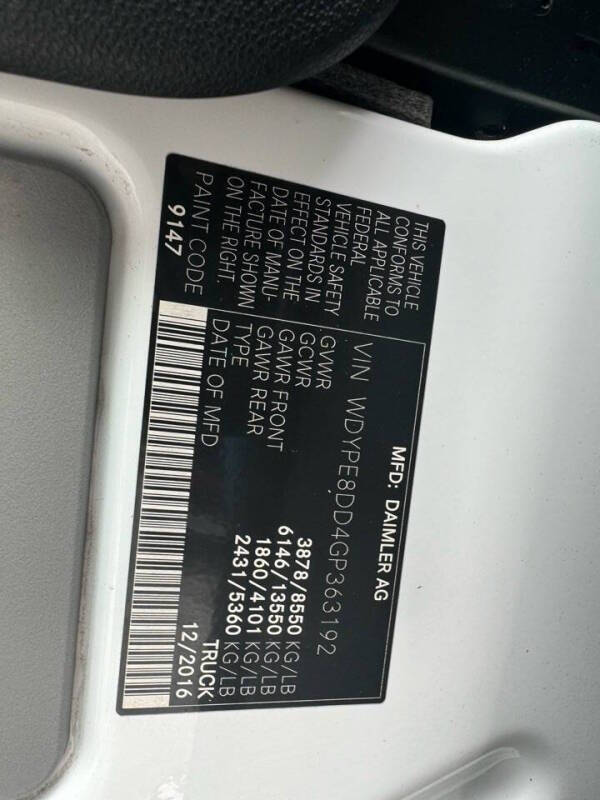 THIS VEHICLE
CONFORMS TO
ALL APPLICABLE
FEDERAL
VEHICLE SAFETY
STANDARDS IN
EFFECT ON THE
DATE OF MANU-
FACTURE SHOWN
ON THE RIGHT.
PAINT CODE
9147
MFD: DAIMLER AG
VIN WDYPE8DD4GP363192
GVWR 3878/8550 KG/LB
GCWR 6146/13550 KG/LB
GAWR FRONT 1860/4101 KG/LB
GAWR REAR 2431/5360 KG/LB
TYPE TRUCK
DATE OF MFD 12/2016